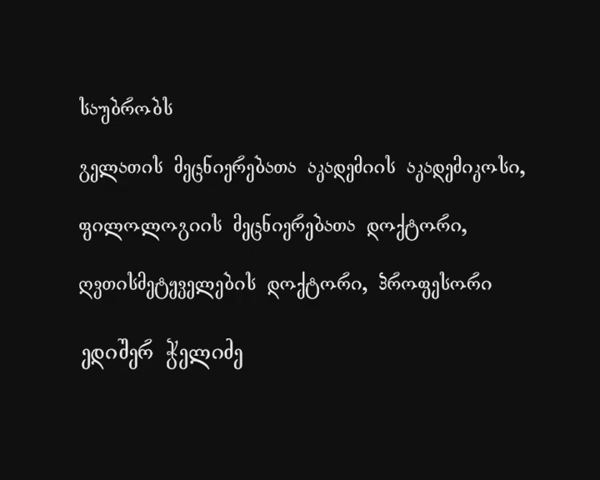 საუბრობს
გელათის მეცნიერებათა აკადემიის აკადემიკოსი,
ფილოლოგიის მეცნიერებათა დოქტორი,
ღვთისმეტყველების დოქტორი, პროფესორი
ედიშერ ჭელიძე